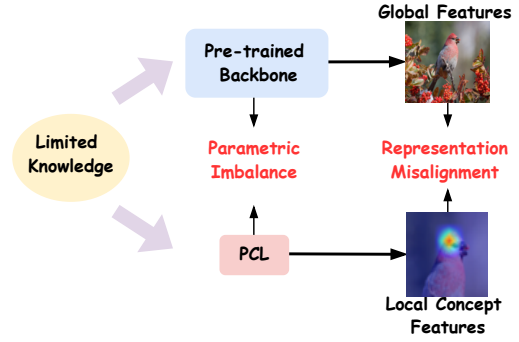 Global Features
Pre-trained
Backbone
Limited
Knowledge
Parametric
Imbalance
Representation
Misalignment
PCL
Local Concept
Features